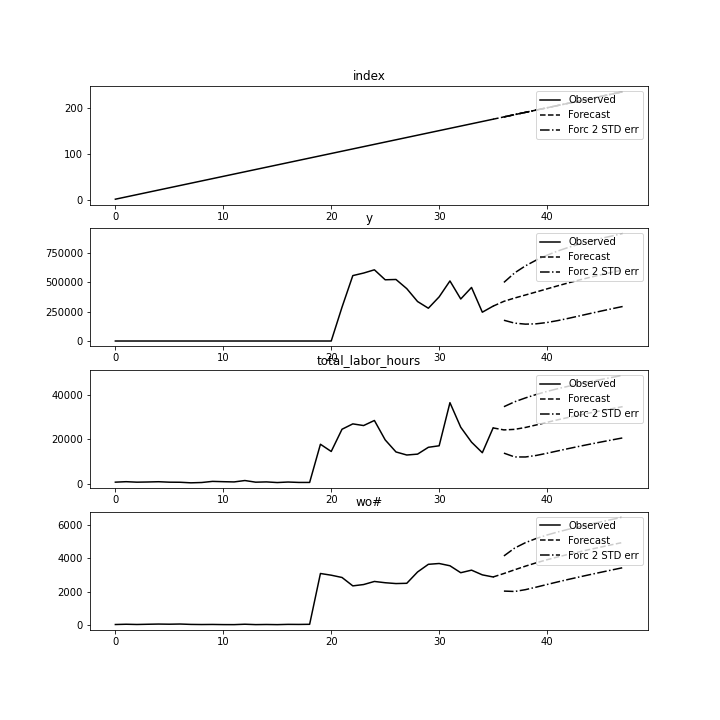 index
200
100
0
Observed
Forecast
Forc 2 STD err
0 10 20 30 40
y
750000
500000
250000
0
Observed
Forecast
Forc 2 STD err
0 10 20 30 40
total_labor_hours
40000
20000
0
Observed
Forecast
Forc 2 STD err
0 10 20 30 40
wo#
6000
4000
2000
0
Observed
Forecast
Forc 2 STD err
0 10 20 30 40